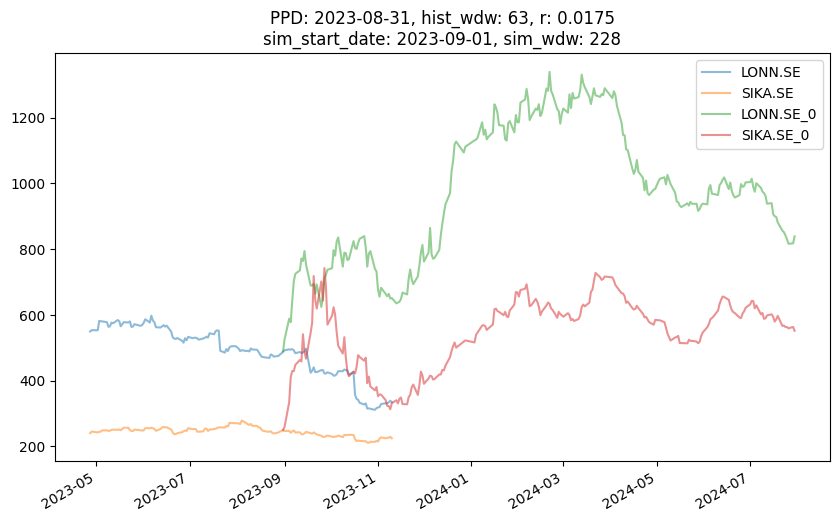 PPD: 2023-08-31, hist_wdw: 63, r: 0.0175
sim_start_date: 2023-09-01, sim_wdw: 228
LONN.SE
SIKA.SE
LONN.SE_0
SIKA.SE_0
1200
1000
800
600
400
200
2023-05
2023-07
2023-09
2023-11
2024-01
2024-03
2024-05
2024-07